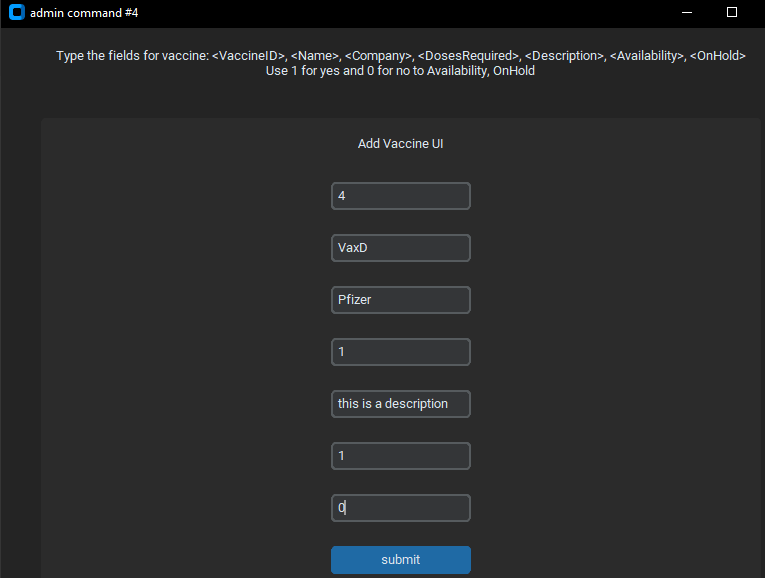 admin command #4
Type the fields for vaccine: <VaccineID>, <Name>, <Company>, <DosesRequired>, <Description>, <Availability>, <OnHold>
Use 1 for yes and 0 for no to Availability, OnHold
Add Vaccine UI
4
VaxD
Pfizer
1
this is a description
1
0
submit